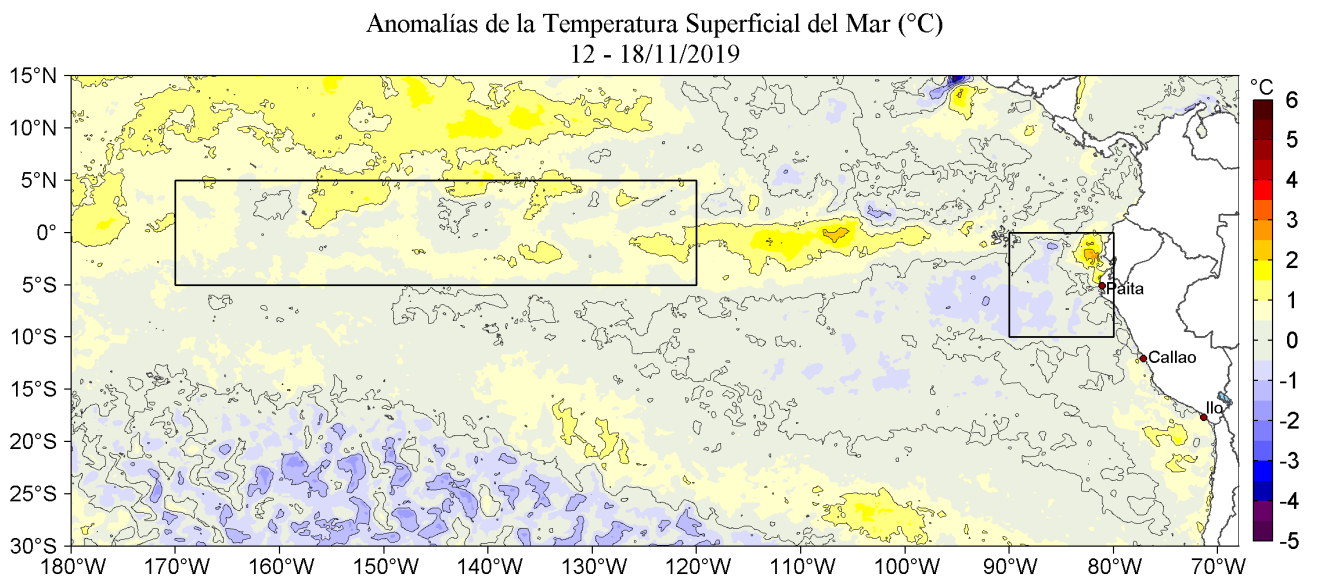 Anomalías de la Temperatura Superficial del Mar (°C)
12 - 18/11/2019
°C
15°N
10°N
5°N
0°
5°S
10°S
15°S
20°S
25°S
30°S
Paita
Callao
Ilo
6
5
4
3
2
1
0
-1
-2
-3
-4
-5
180°W 170°W 160°W 150°W 140°W 130°W 120°W 110°W 100°W 90°W 80°W 70°W